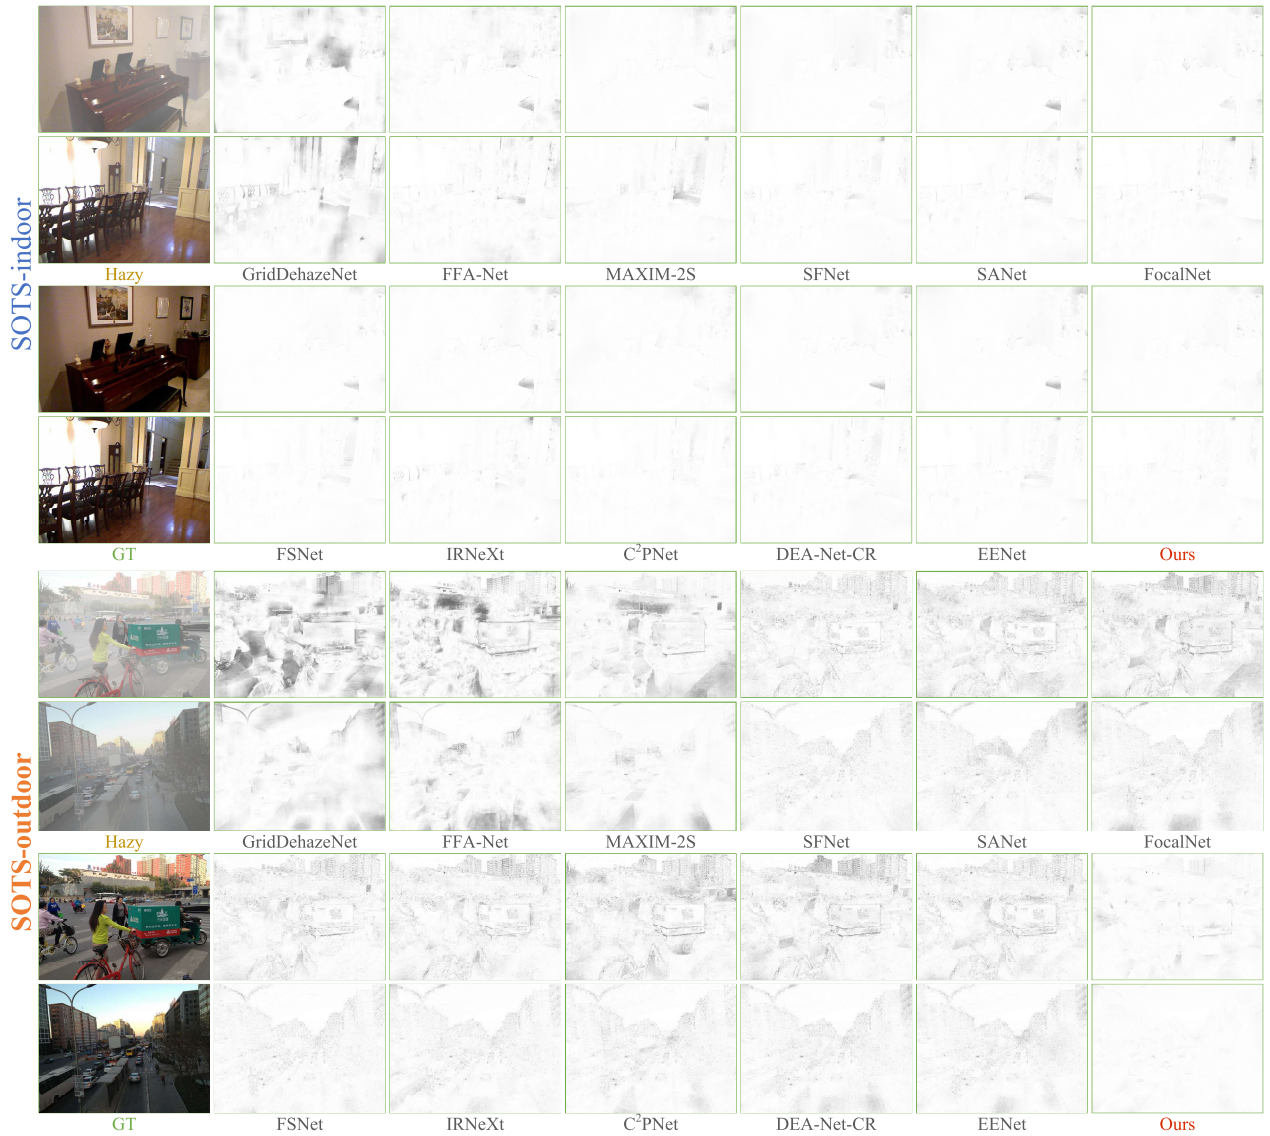 SOTS-indoor
Hazy GridDehazeNet FFA-Net MAXIM-2S SFNet SANet FocalNet
GT FSNet IRNeXt C²PNet DEA-Net-CR EENet Ours
SOTS-outdoor
Hazy GridDehazeNet FFA-Net MAXIM-2S SFNet SANet FocalNet
GT FSNet IRNeXt C²PNet DEA-Net-CR EENet Ours